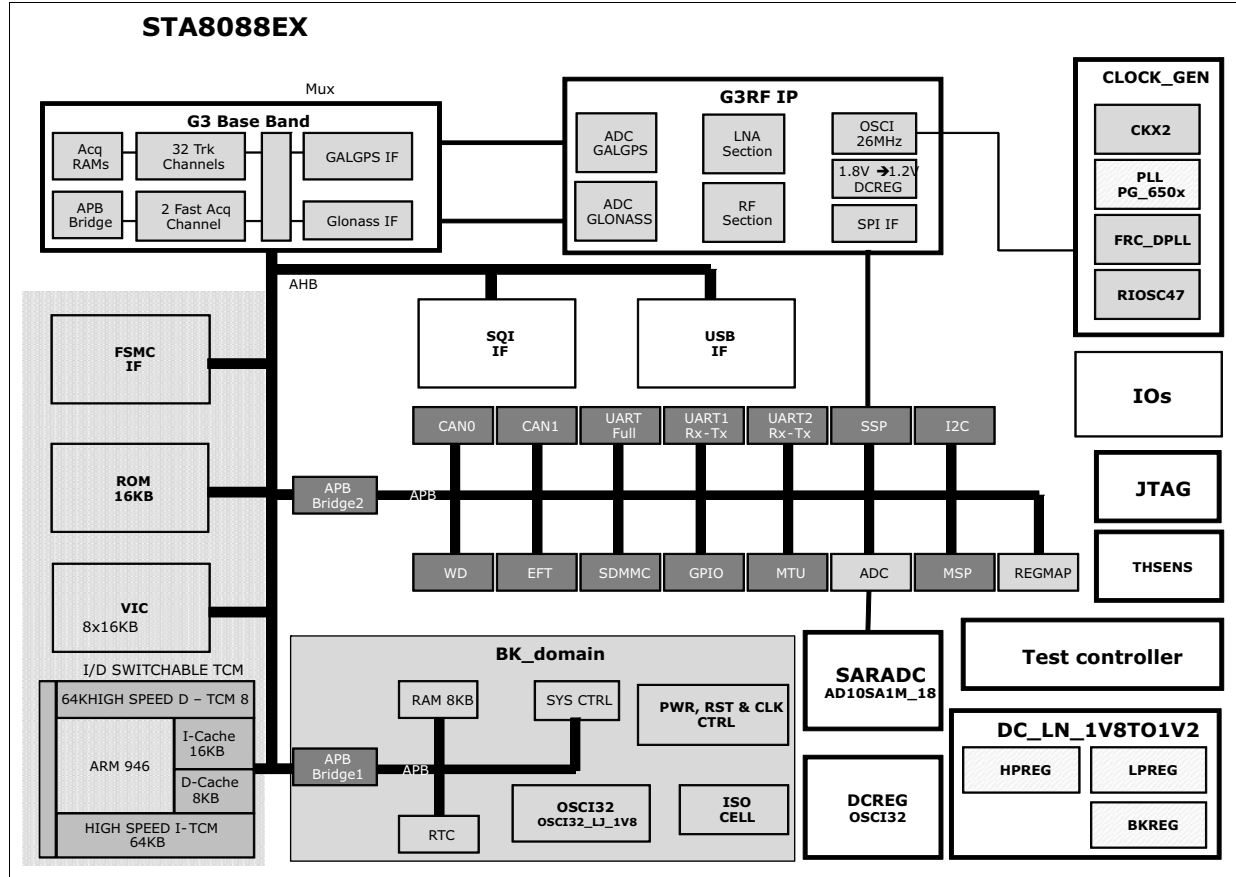 STA8088EX
Mux
G3 Base Band
Acq
RAMs
32 Trk
Channels
GALGPS IF
APB
Bridge
2 Fast Acq
Channel
Glonass IF
G3RF IP
ADC
GALGPS
LNA
Section
OSCI
26MHz
1.8V ➔1.2V
DCREG
ADC
GLONASS
RF
Section
SPI IF
CLOCK_GEN
CKX2
PLL
PG_650x
FRC_DPLL
RIOSC47
AHB
FSMC
IF
SQI
IF
USB
IF
IOs
CAN0
CAN1
UART
Full
UART1
Rx-Tx
UART2
Rx-Tx
SSP
I2C
ROM
16KB
APB
Bridge2
APB
JTAG
WD
EFT
SDMMC
GPIO
MTU
ADC
MSP
REGMAP
THSENS
VIC
8x16KB
I/D SWITCHABLE TCM
64KHIGH SPEED D – TCM 8
ARM 946
I-Cache
16KB
D-Cache
8KB
HIGH SPEED I-TCM
64KB
BK_domain
RAM 8KB
SYS CTRL
PWR, RST & CLK
CTRL
APB
Bridge1
APB
RTC
OSCI32
OSCI32_LJ_1V8
ISO
CELL
SARADC
AD10SA1M_18
DCREG
OSCI32
Test controller
DC_LN_1V8TO1V2
HPREG
LPREG
BKREG